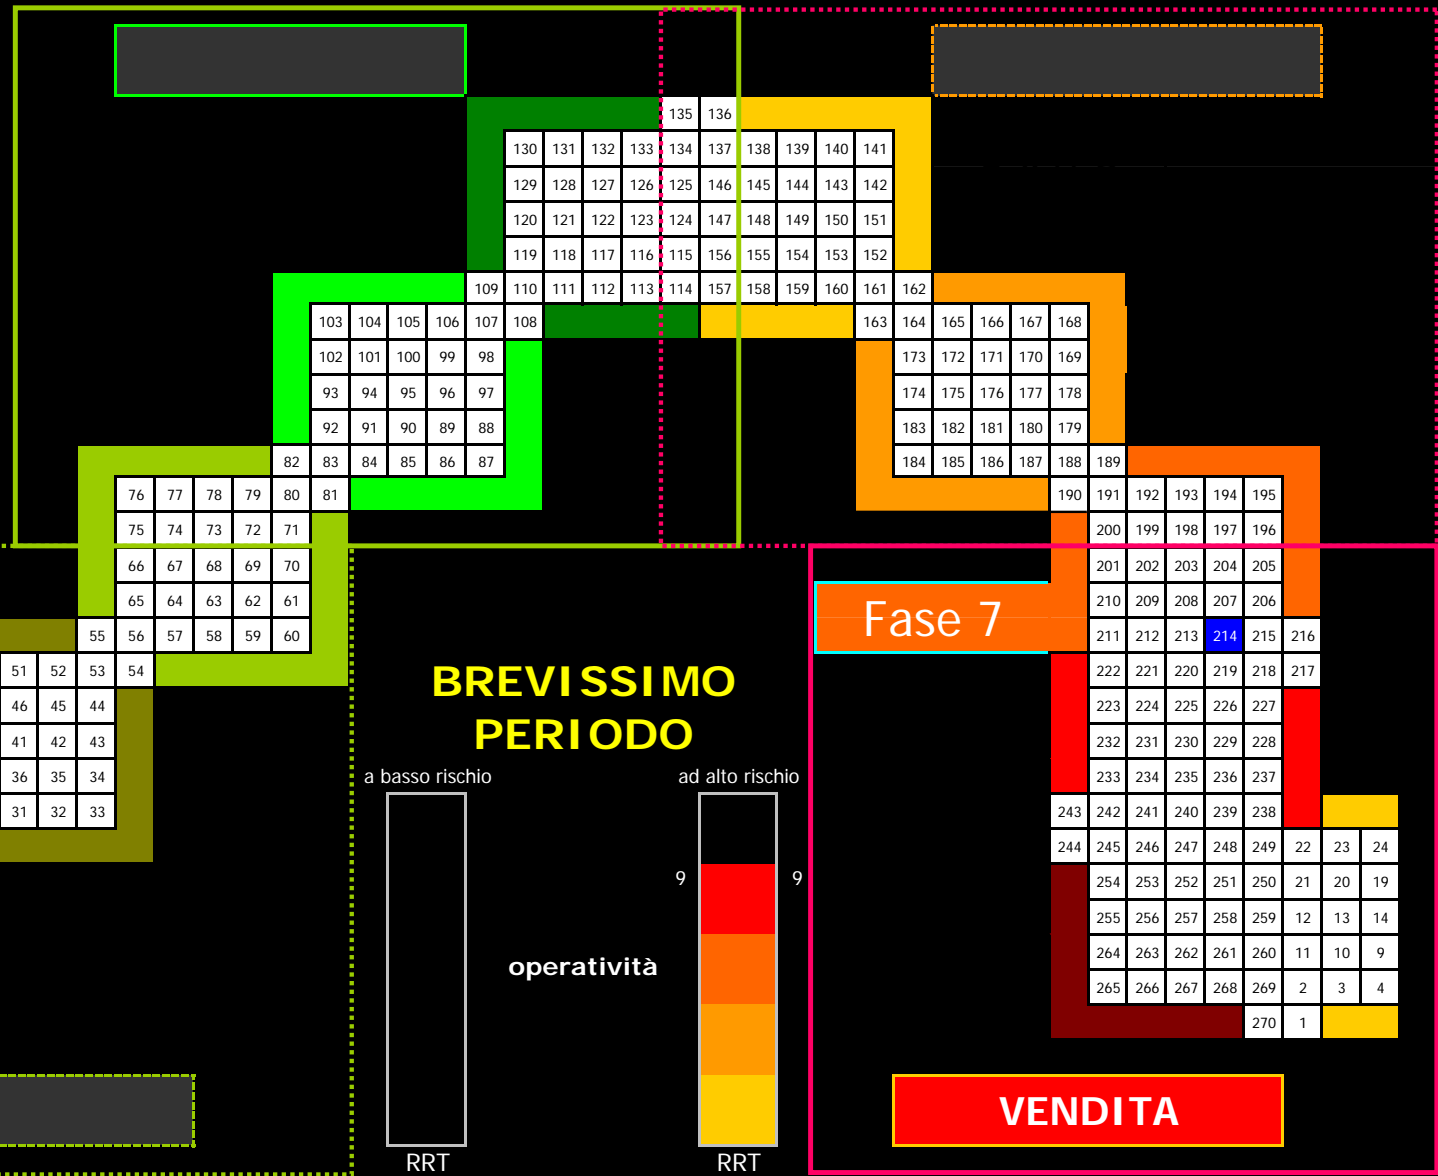 135 136
130 131 132 133 134 137 138 139 140 141
129 128 127 126 125 146 145 144 143 142
120 121 122 123 124 147 148 149 150 151
119 118 117 116 115 156 155 154 153 152
109 110 111 112 113 114 157 158 159 160 161 162
103 104 105 106 107 108 163 164 165 166 167 168
102 101 100 99 98 173 172 171 170 169
93 94 95 96 97 174 175 176 177 178
92 91 90 89 88 183 182 181 180 179
82 83 84 85 86 87 184 185 186 187 188 189
76 77 78 79 80 81 190 191 192 193 194 195
75 74 73 72 71 200 199 198 197 196
66 67 68 69 70 201 202 203 204 205
65 64 63 62 61 210 209 208 207 206
Fase 7
55 56 57 58 59 60 211 212 213 214 215 216
51 52 53 54 222 221 220 219 218 217
BREVISSIMO
PERIODO
46 45 44 223 224 225 226 227
41 42 43 232 231 230 229 228
36 35 34 233 234 235 236 237
a basso rischio ad alto rischio
31 32 33 243 242 241 240 239 238
244 245 246 247 248 249 22 23 24
9 9
254 253 252 251 250 21 20 19
255 256 257 258 259 12 13 14
operatività
264 263 262 261 260 11 10 9
265 266 267 268 269 2 3 4
270 1
VENDITA
RRT RRT